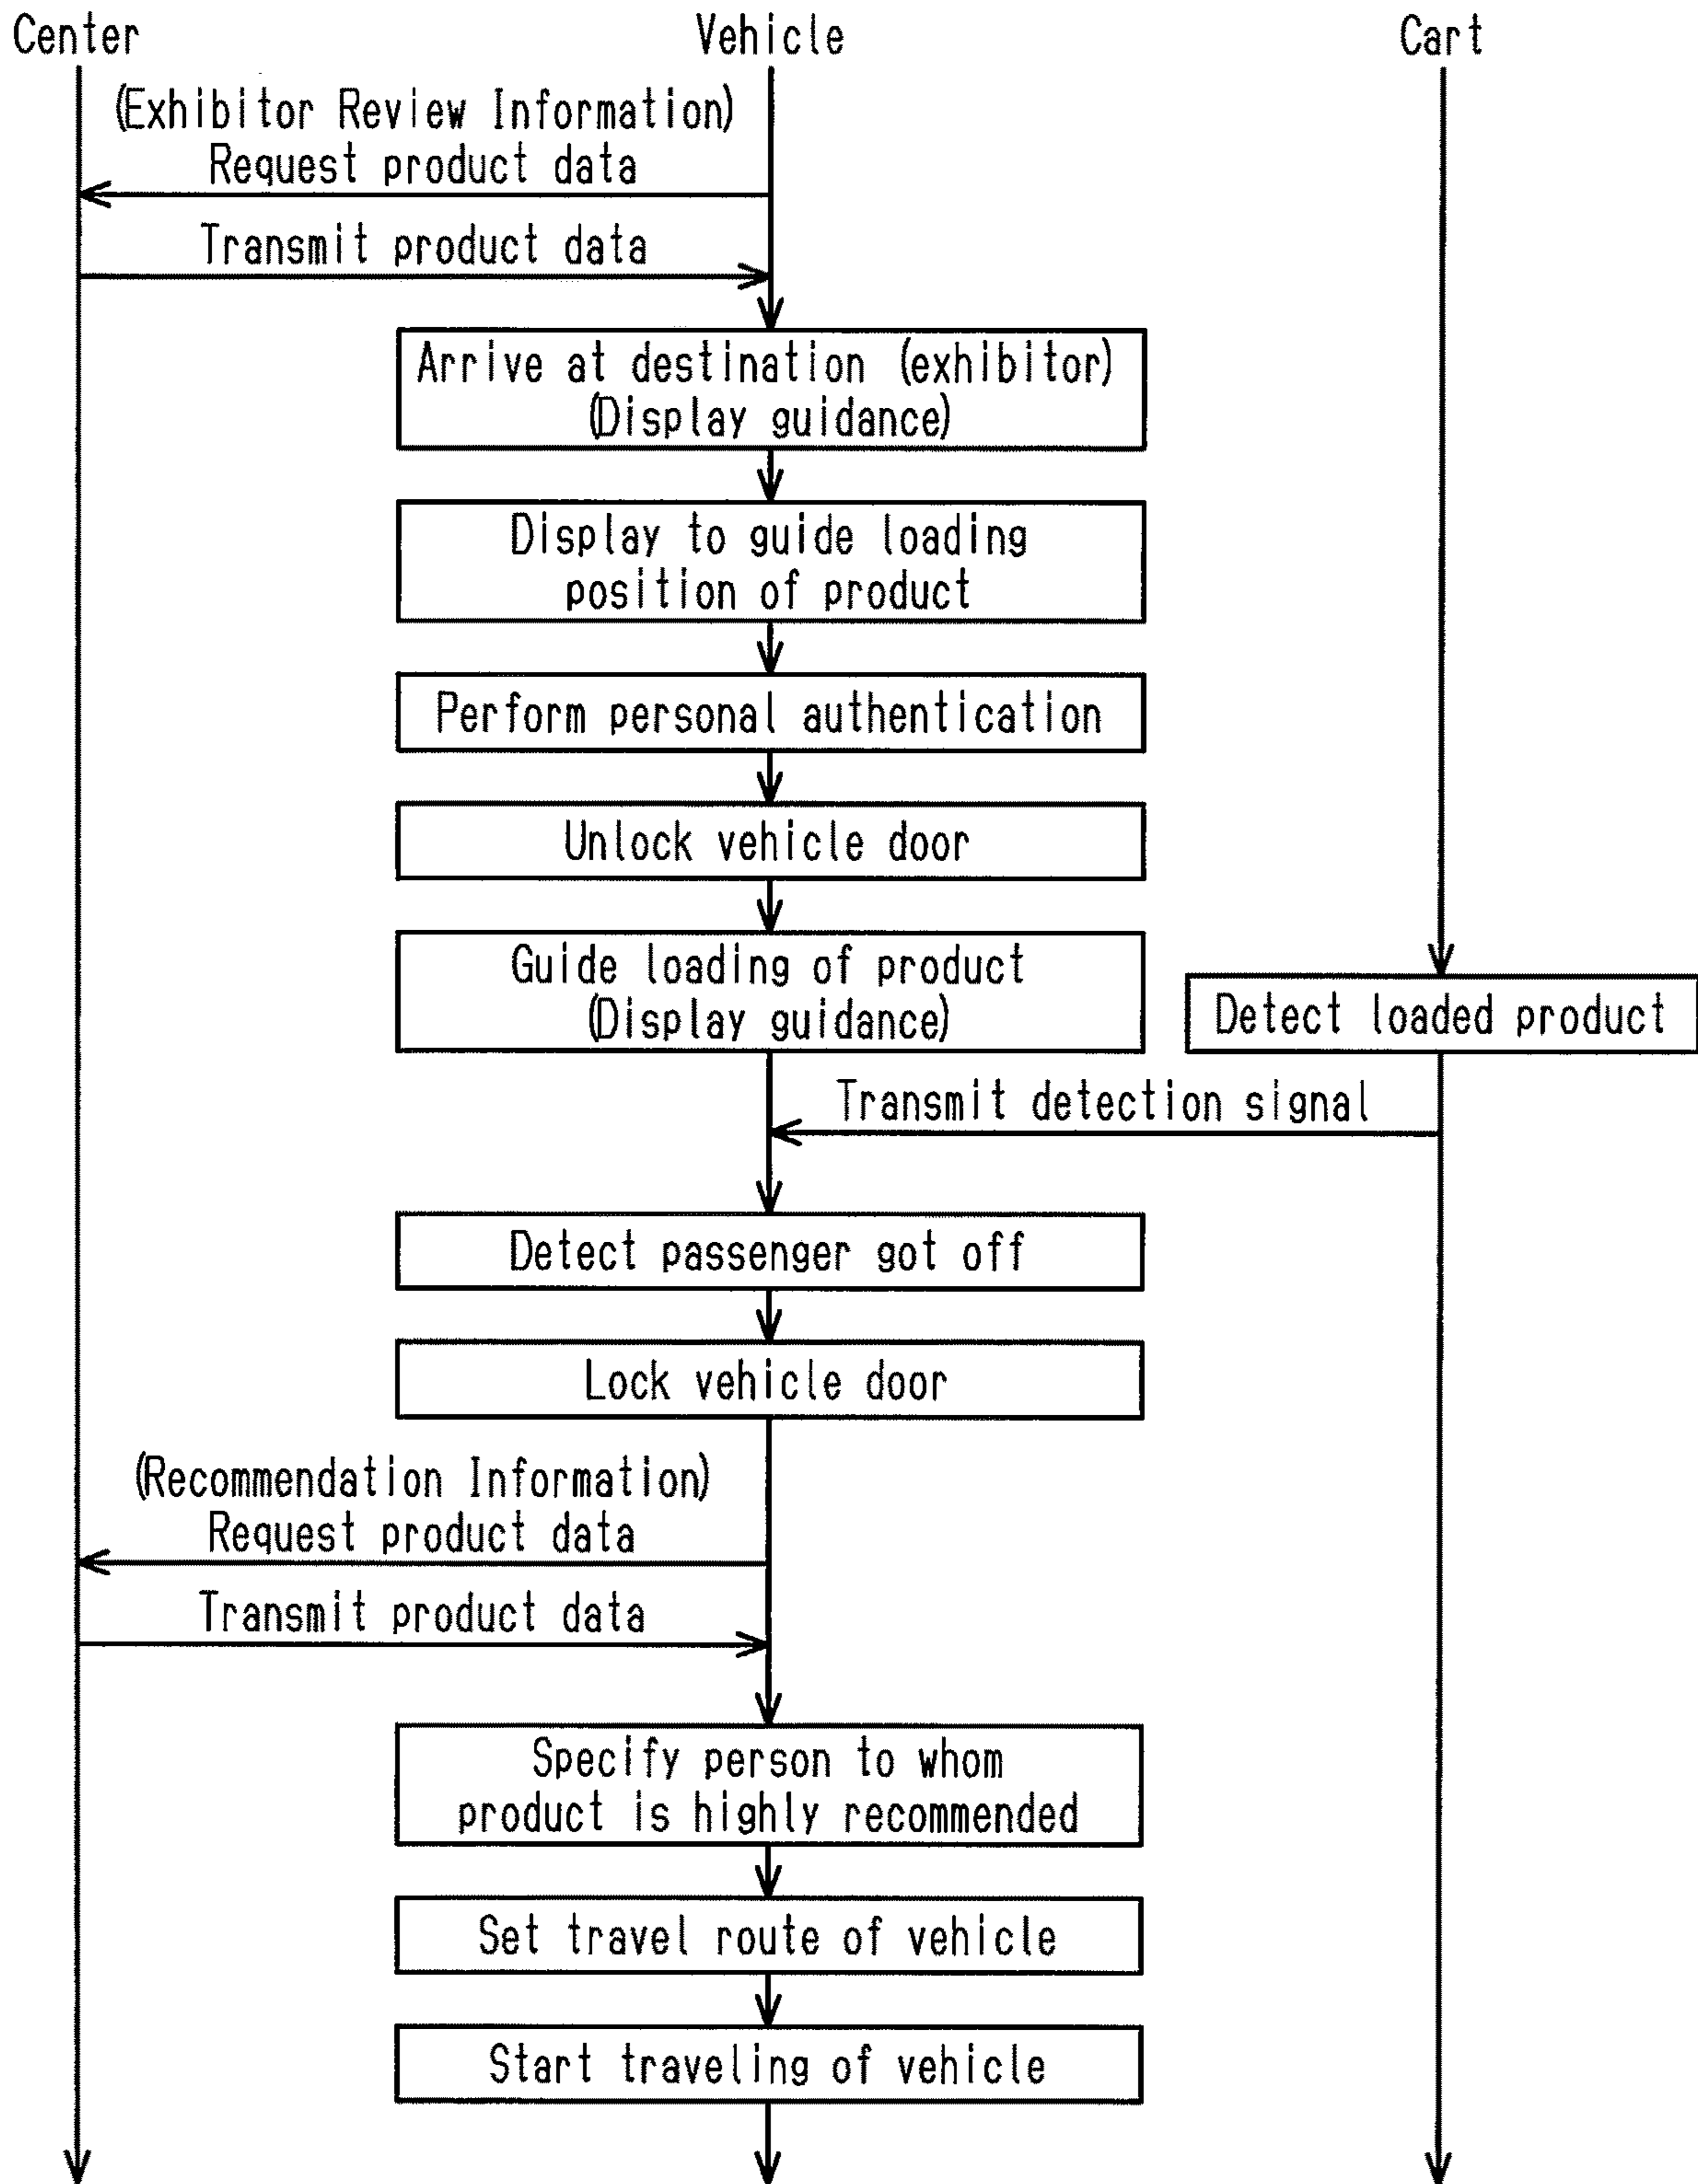 Center
Vehicle
Cart
(Exhibitor Review Information)
Request product data
Transmit product data
Arrive at destination (exhibitor)
(Display guidance)
Display to guide loading
position of product
Perform personal authentication
Unlock vehicle door
Guide loading of product
(Display guidance)
Detect loaded product
Transmit detection signal
Detect passenger got off
Lock vehicle door
(Recommendation Information)
Request product data
Transmit product data
Specify person to whom
product is highly recommended
Set travel route of vehicle
Start traveling of vehicle